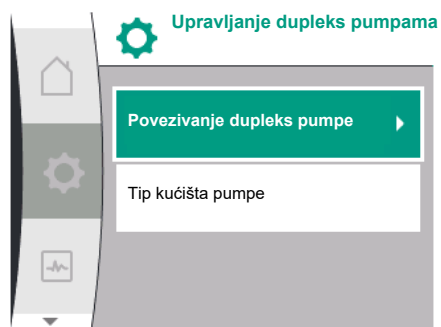 Upravljanje dupleks pumpama
Povezivanje dupleks pumpe
Tip kućišta pumpe